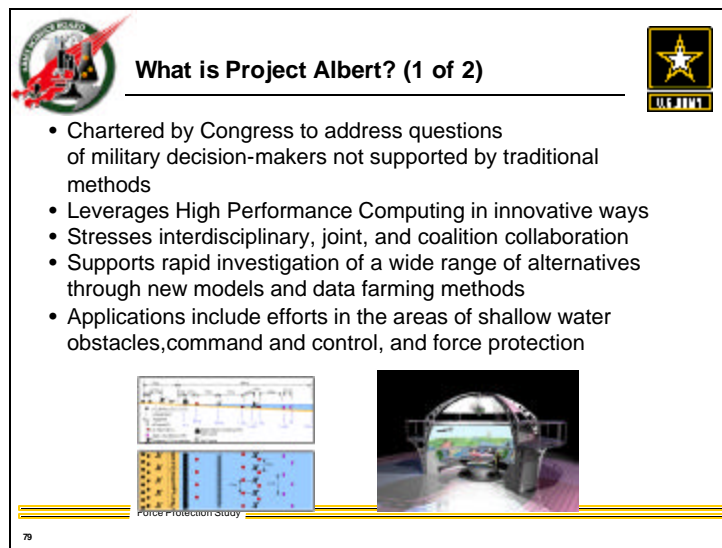 What is Project Albert? (1 of 2)
U.S. ARMY
• Chartered by Congress to address questions
of military decision-makers not supported by traditional
methods
• Leverages High Performance Computing in innovative ways
• Stresses interdisciplinary, joint, and coalition collaboration
• Supports rapid investigation of a wide range of alternatives
through new models and data farming methods
• Applications include efforts in the areas of shallow water
obstacles,command and control, and force protection
Force Protection Study
79